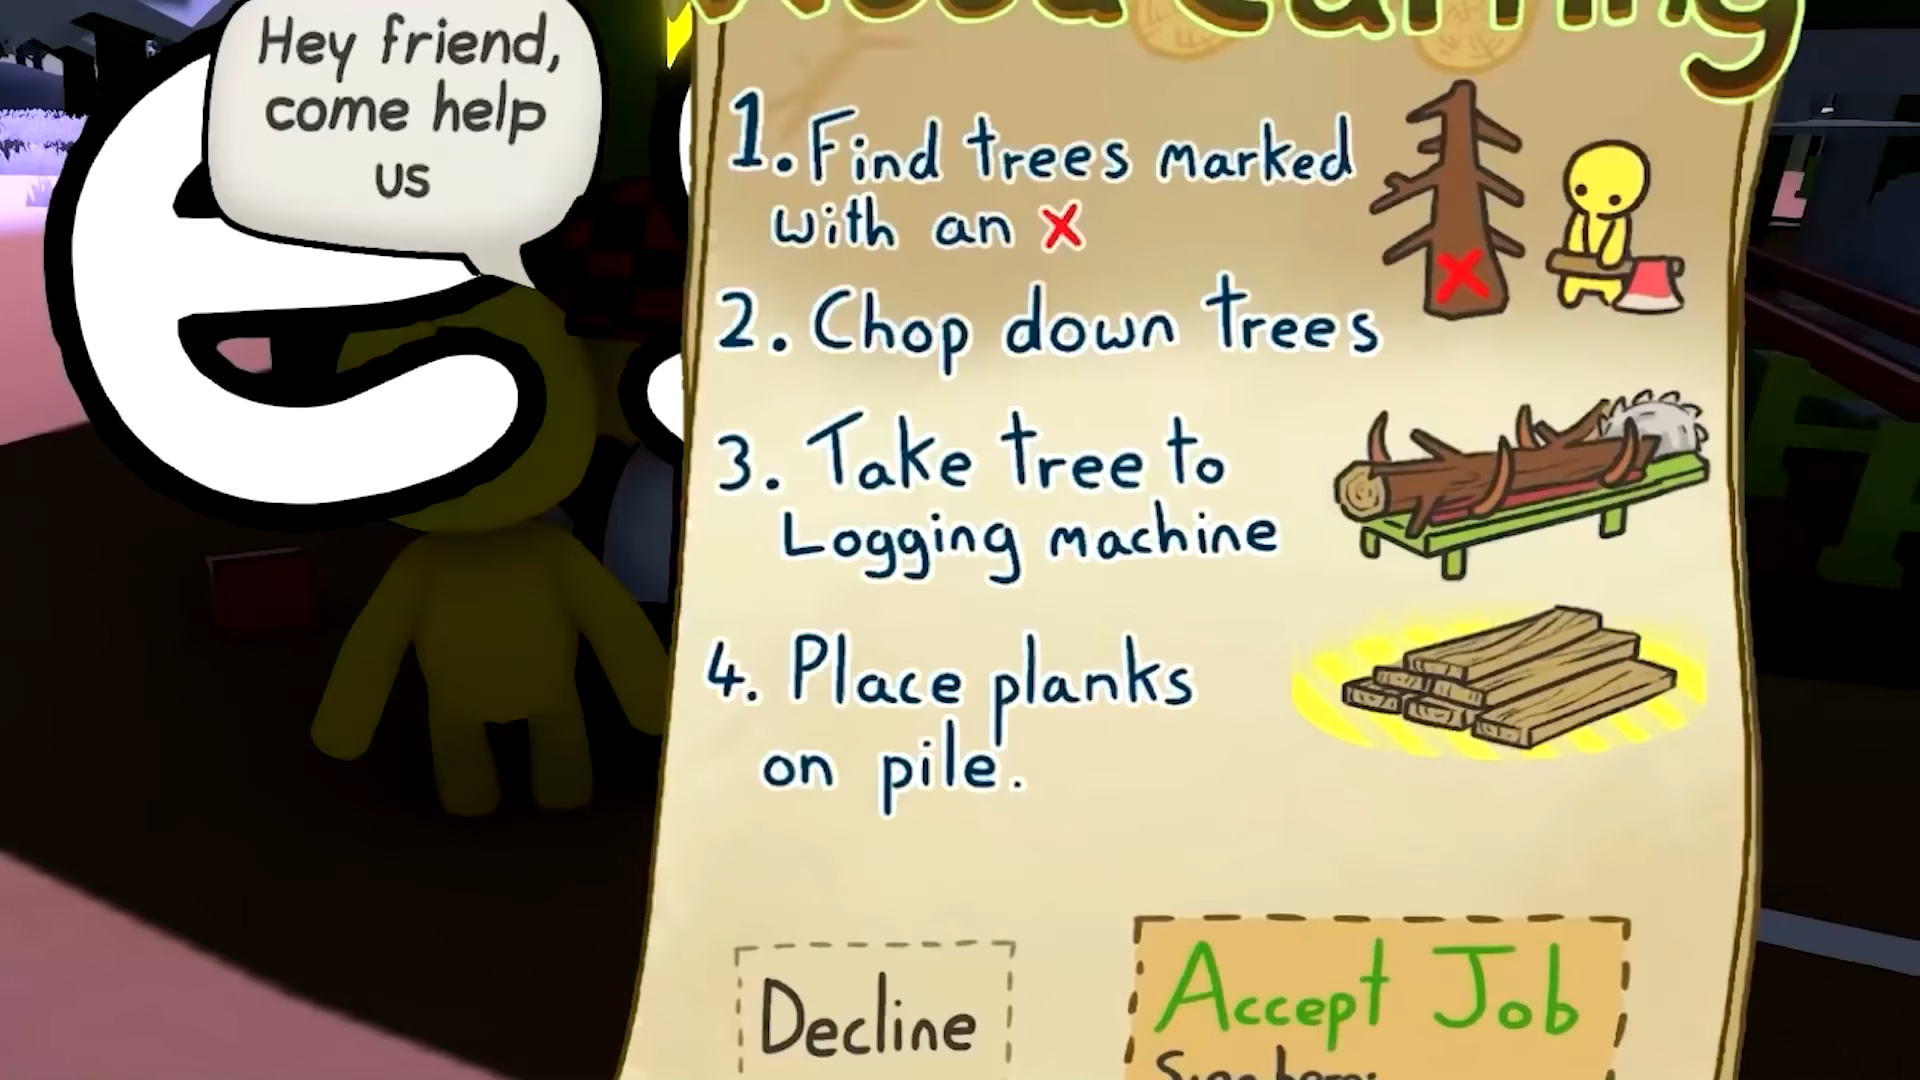 Hey friend,
come help
us
1. Find trees marked
with an X
2. Chop down trees
3. Take tree to
Logging machine
4. Place planks
on pile.
Decline
Accept Job